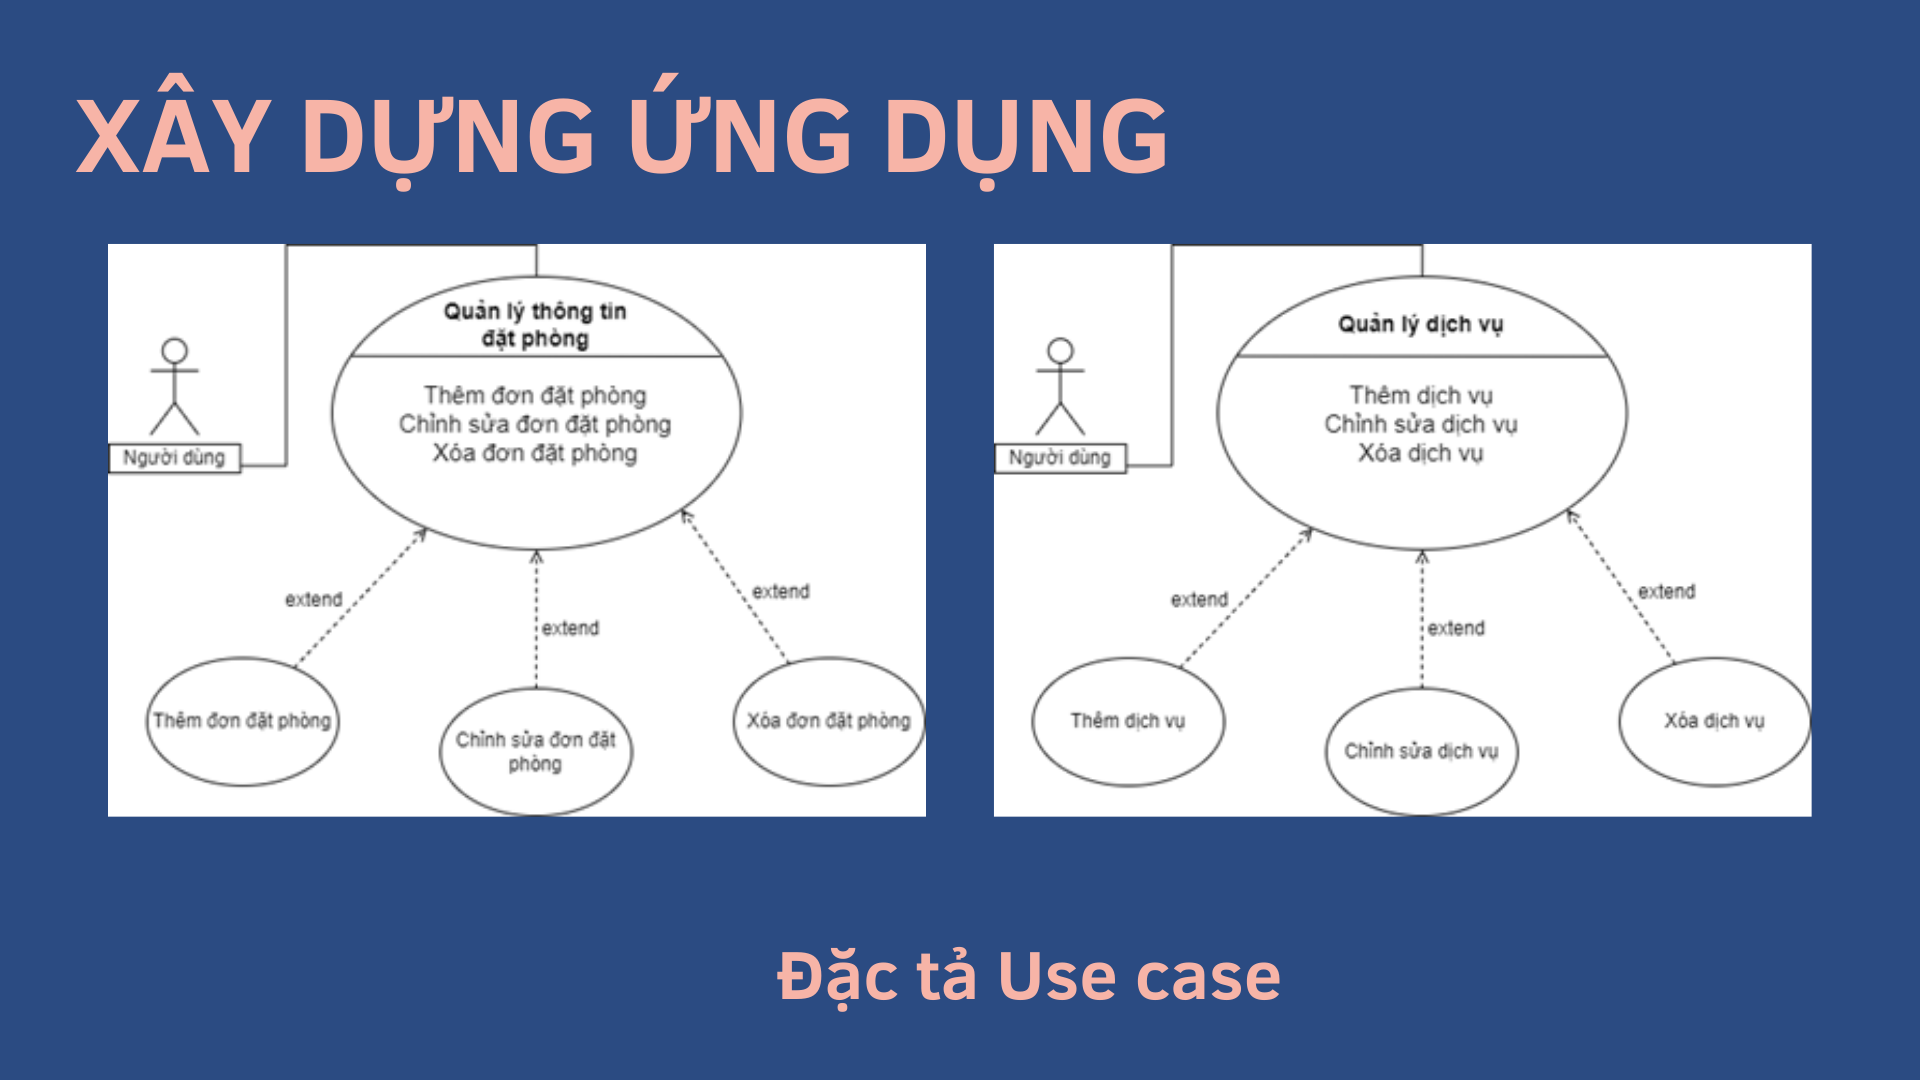 XÂY DỰNG ỨNG DỤNG
Quản lý thông tin
đặt phòng
Thêm đơn đặt phòng
Chỉnh sửa đơn đặt phòng
Xóa đơn đặt phòng
Người dùng
extend
extend
extend
Thêm đơn đặt phòng
Chỉnh sửa đơn đặt
phòng
Xóa đơn đặt phòng
Quản lý dịch vụ
Thêm dịch vụ
Chỉnh sửa dịch vụ
Xóa dịch vụ
Người dùng
extend
extend
extend
Thêm dịch vụ
Chỉnh sửa dịch vụ
Xóa dịch vụ
Đặc tả Use case